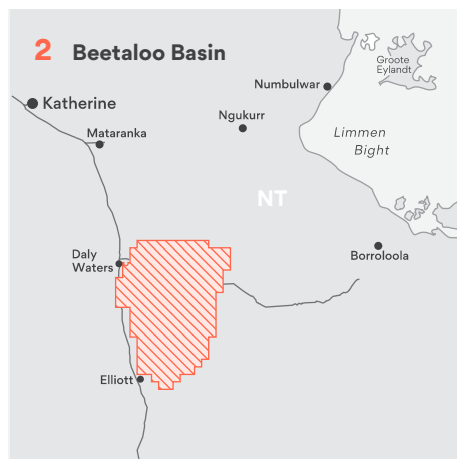 2 Beetaloo Basin
Groote
Eylandt
Numbulwar
Katherine
Ngukurr
Mataranka
Limmen
Bight
NT
Daly
Waters
Borroloola
Elliott